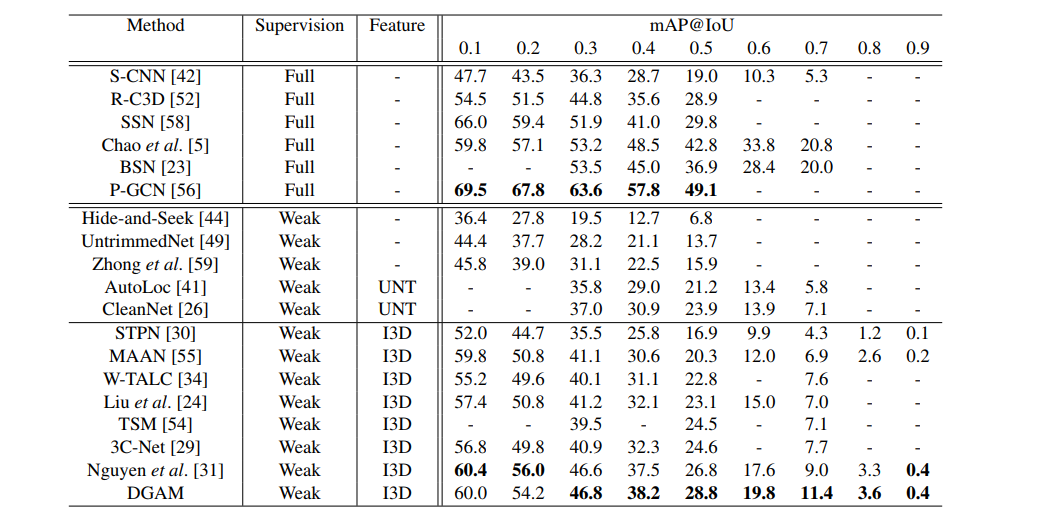 Method Supervision Feature mAP@IoU
0.1 0.2 0.3 0.4 0.5 0.6 0.7 0.8 0.9
S-CNN [42] Full - 47.7 43.5 36.3 28.7 19.0 10.3 5.3 - -
R-C3D [52] Full - 54.5 51.5 44.8 35.6 28.9 - - - -
SSN [58] Full - 66.0 59.4 51.9 41.0 29.8 - - - -
Chao et al. [5] Full - 59.8 57.1 53.2 48.5 42.8 33.8 20.8 - -
BSN [23] Full - - - 53.5 45.0 36.9 28.4 20.0 - -
P-GCN [56] Full - 69.5 67.8 63.6 57.8 49.1 - - - -
Hide-and-Seek [44] Weak - 36.4 27.8 19.5 12.7 6.8 - - - -
UntrimmedNet [49] Weak - 44.4 37.7 28.2 21.1 13.7 - - - -
Zhong et al. [59] Weak - 45.8 39.0 31.1 22.5 15.9 - - - -
AutoLoc [41] Weak UNT - - 35.8 29.0 21.2 13.4 5.8 - -
CleanNet [26] Weak UNT - - 37.0 30.9 23.9 13.9 7.1 - -
STPN [30] Weak I3D 52.0 44.7 35.5 25.8 16.9 9.9 4.3 1.2 0.1
MAAN [55] Weak I3D 59.8 50.8 41.1 30.6 20.3 12.0 6.9 2.6 0.2
W-TALC [34] Weak I3D 55.2 49.6 40.1 31.1 22.8 - 7.6 - -
Liu et al. [24] Weak I3D 57.4 50.8 41.2 32.1 23.1 15.0 7.0 - -
TSM [54] Weak I3D - - 39.5 - 24.5 - 7.1 - -
3C-Net [29] Weak I3D 56.8 49.8 40.9 32.3 24.6 - 7.7 - -
Nguyen et al. [31] Weak I3D 60.4 56.0 46.6 37.5 26.8 17.6 9.0 3.3 0.4
DGAM Weak I3D 60.0 54.2 46.8 38.2 28.8 19.8 11.4 3.6 0.4